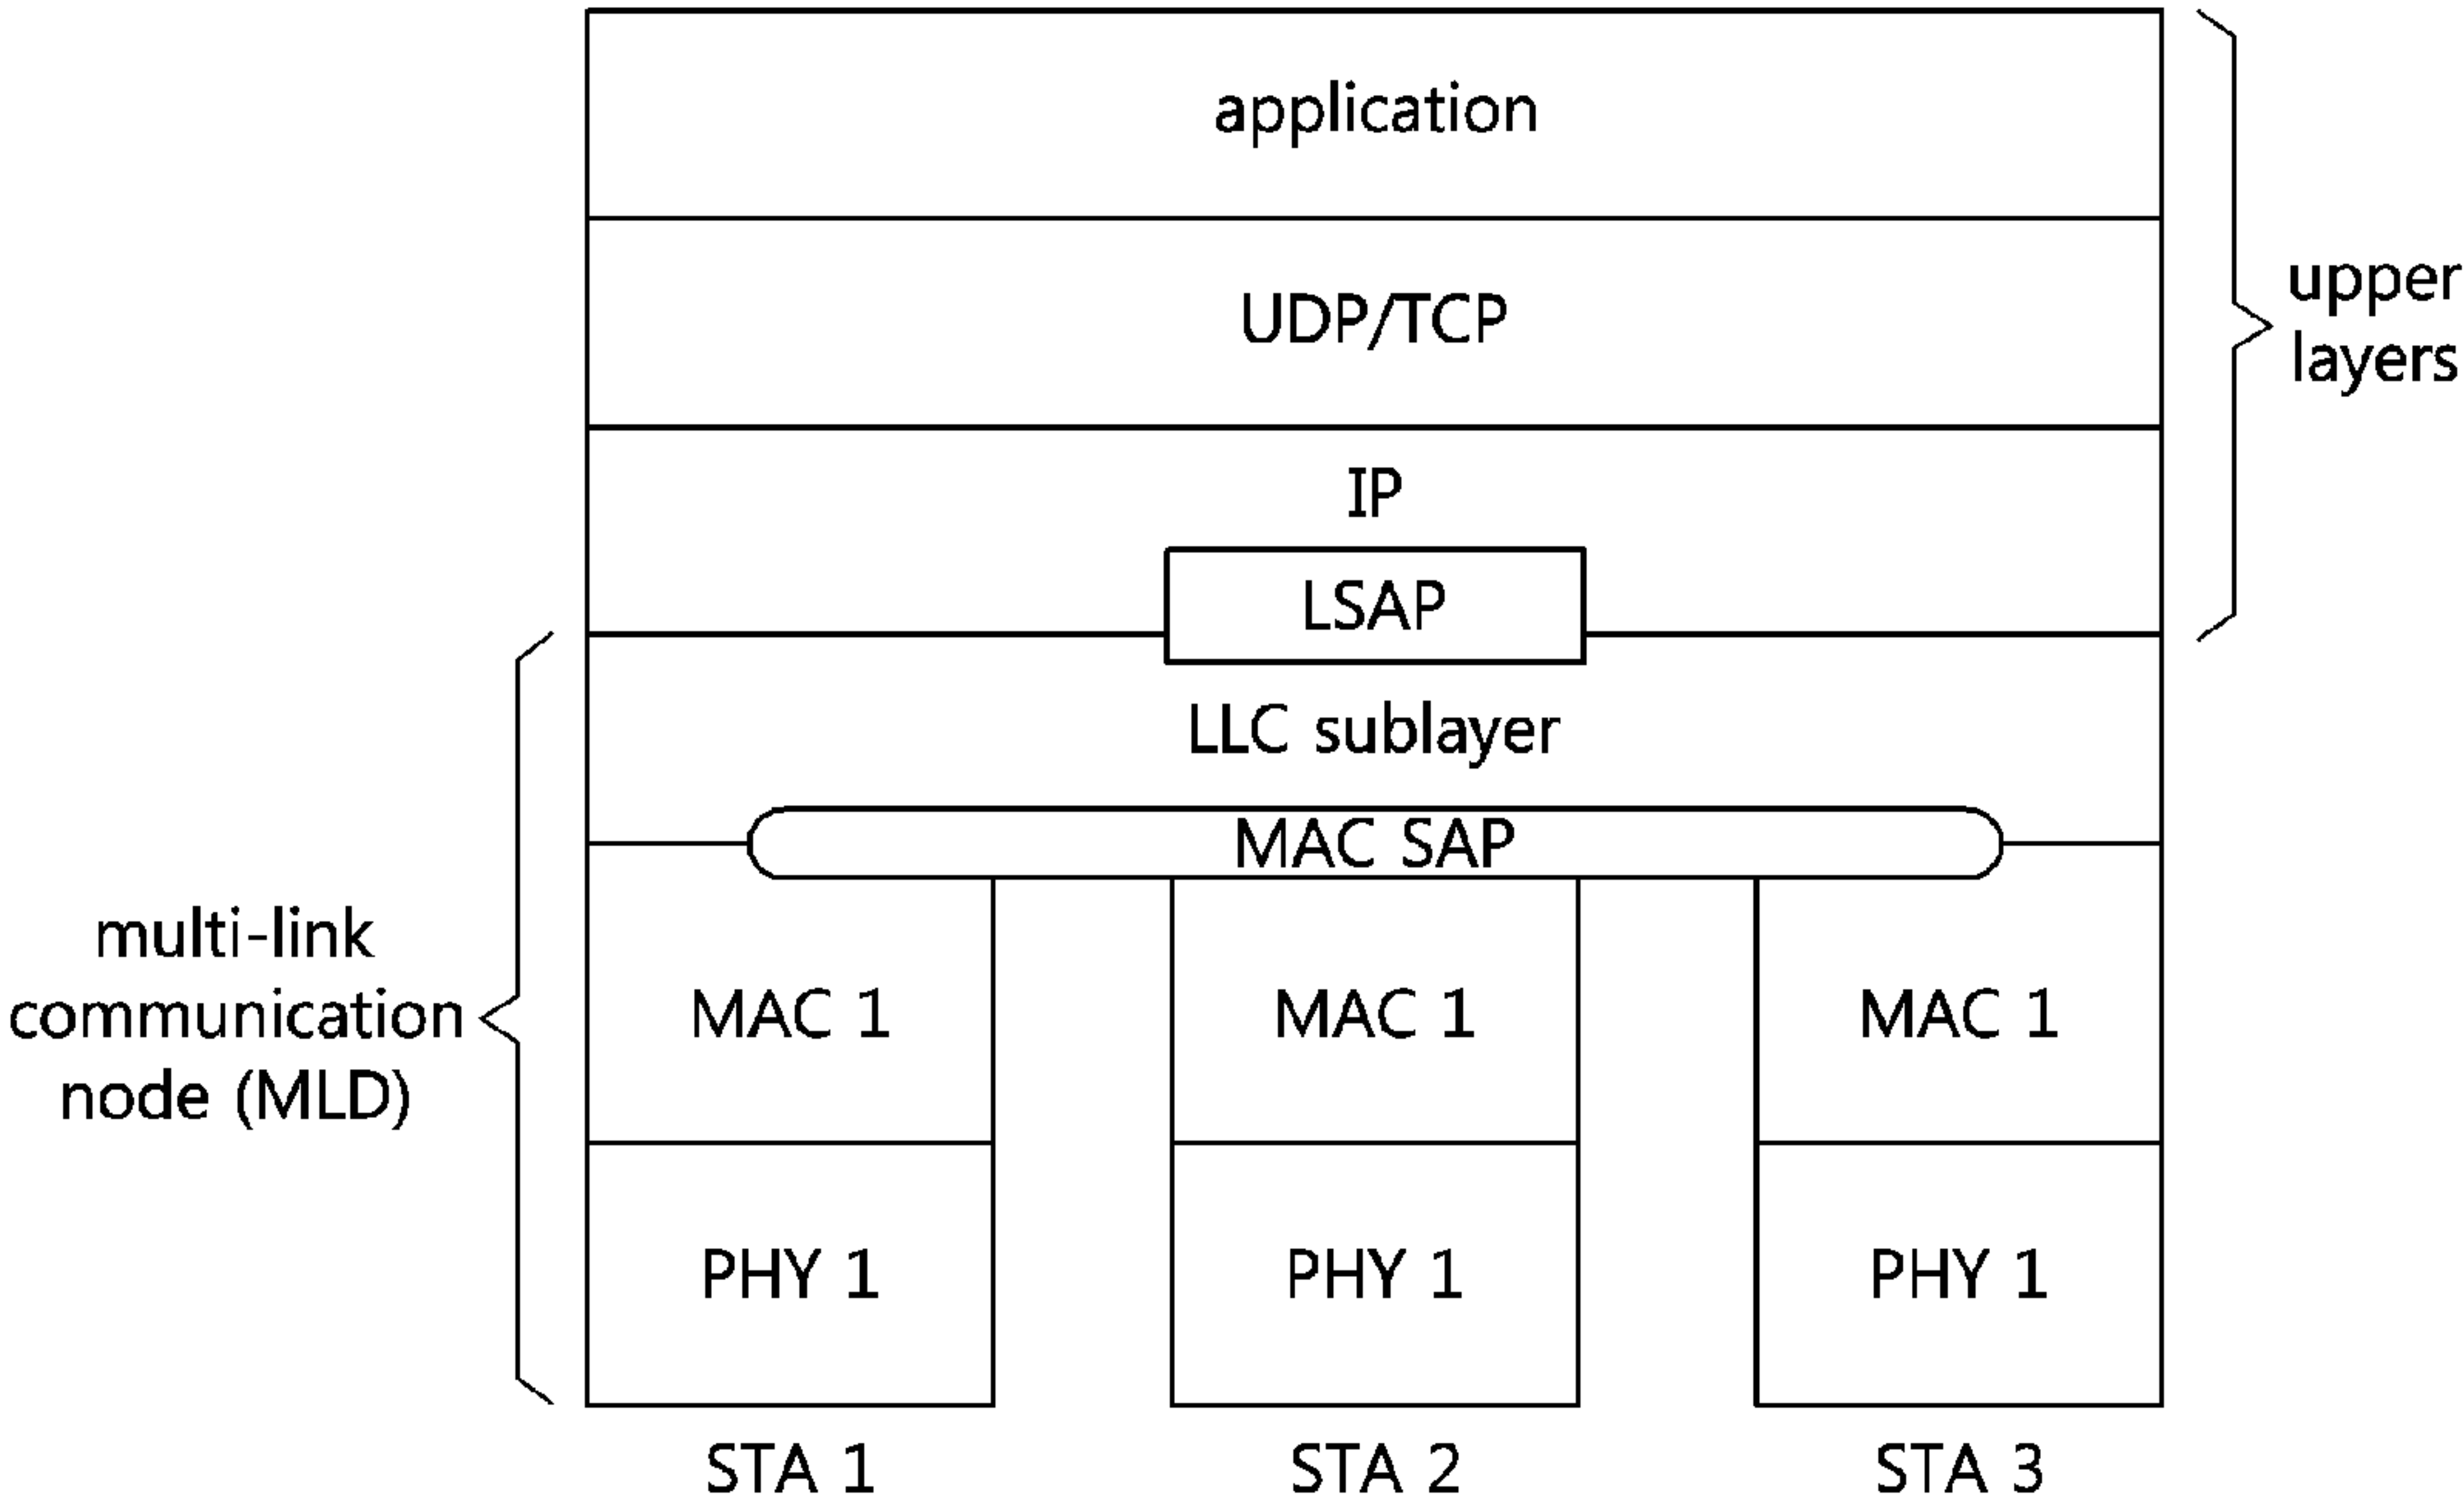 application
UDP/TCP
upper
layers
IP
LSAP
LLC sublayer
MAC SAP
multi-link
communication
node (MLD)
MAC 1
MAC 1
MAC 1
PHY 1
PHY 1
PHY 1
STA 1
STA 2
STA 3